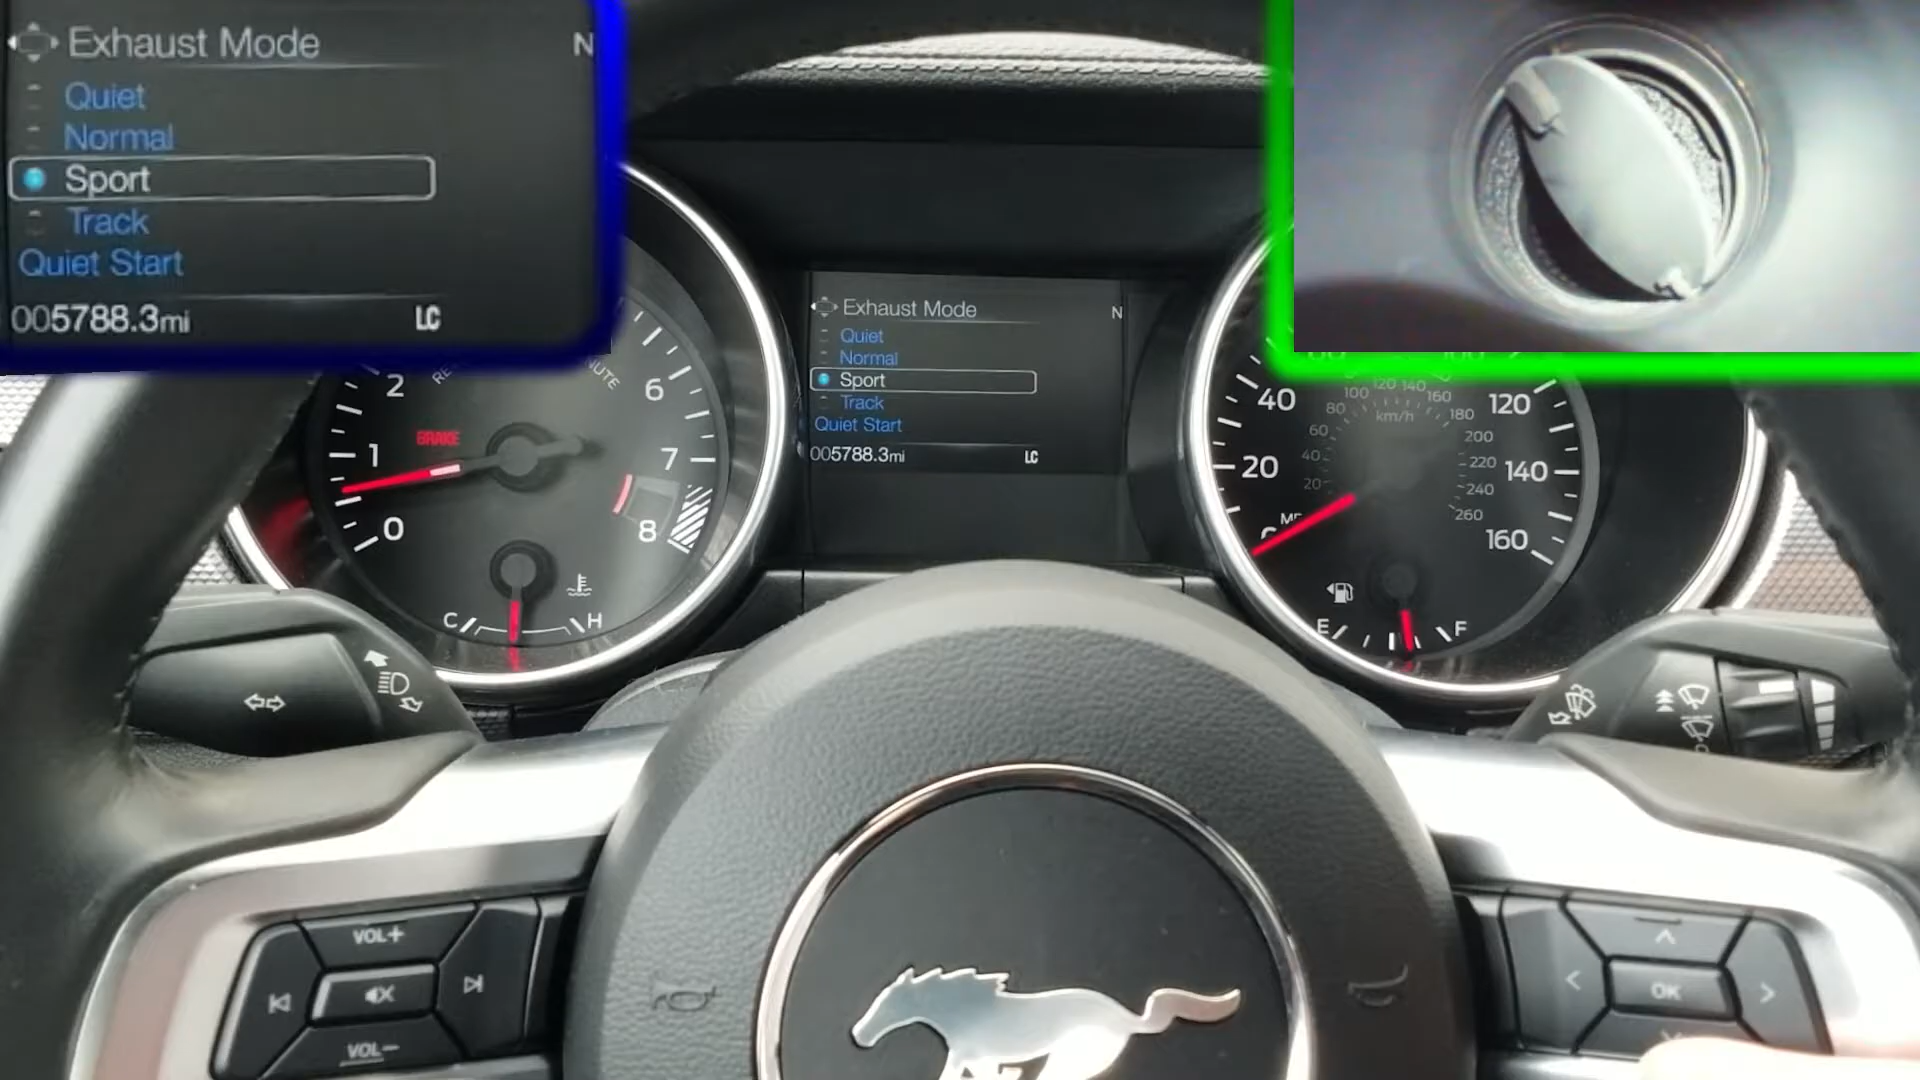 Exhaust Mode
N
Quiet
Normal
Sport
Track
Quiet Start
005788.3mi
LC
Exhaust Mode
N
Quiet
Normal
Sport
Track
Quiet Start
005788.3mi
LC
2
6
BRAKE
1
7
0
8
C
H
40
120
20
140
160
80
100
120
140
160
180
60
200
40
220
20
240
260
km/h
E
F
VOL+
VOL-
OK